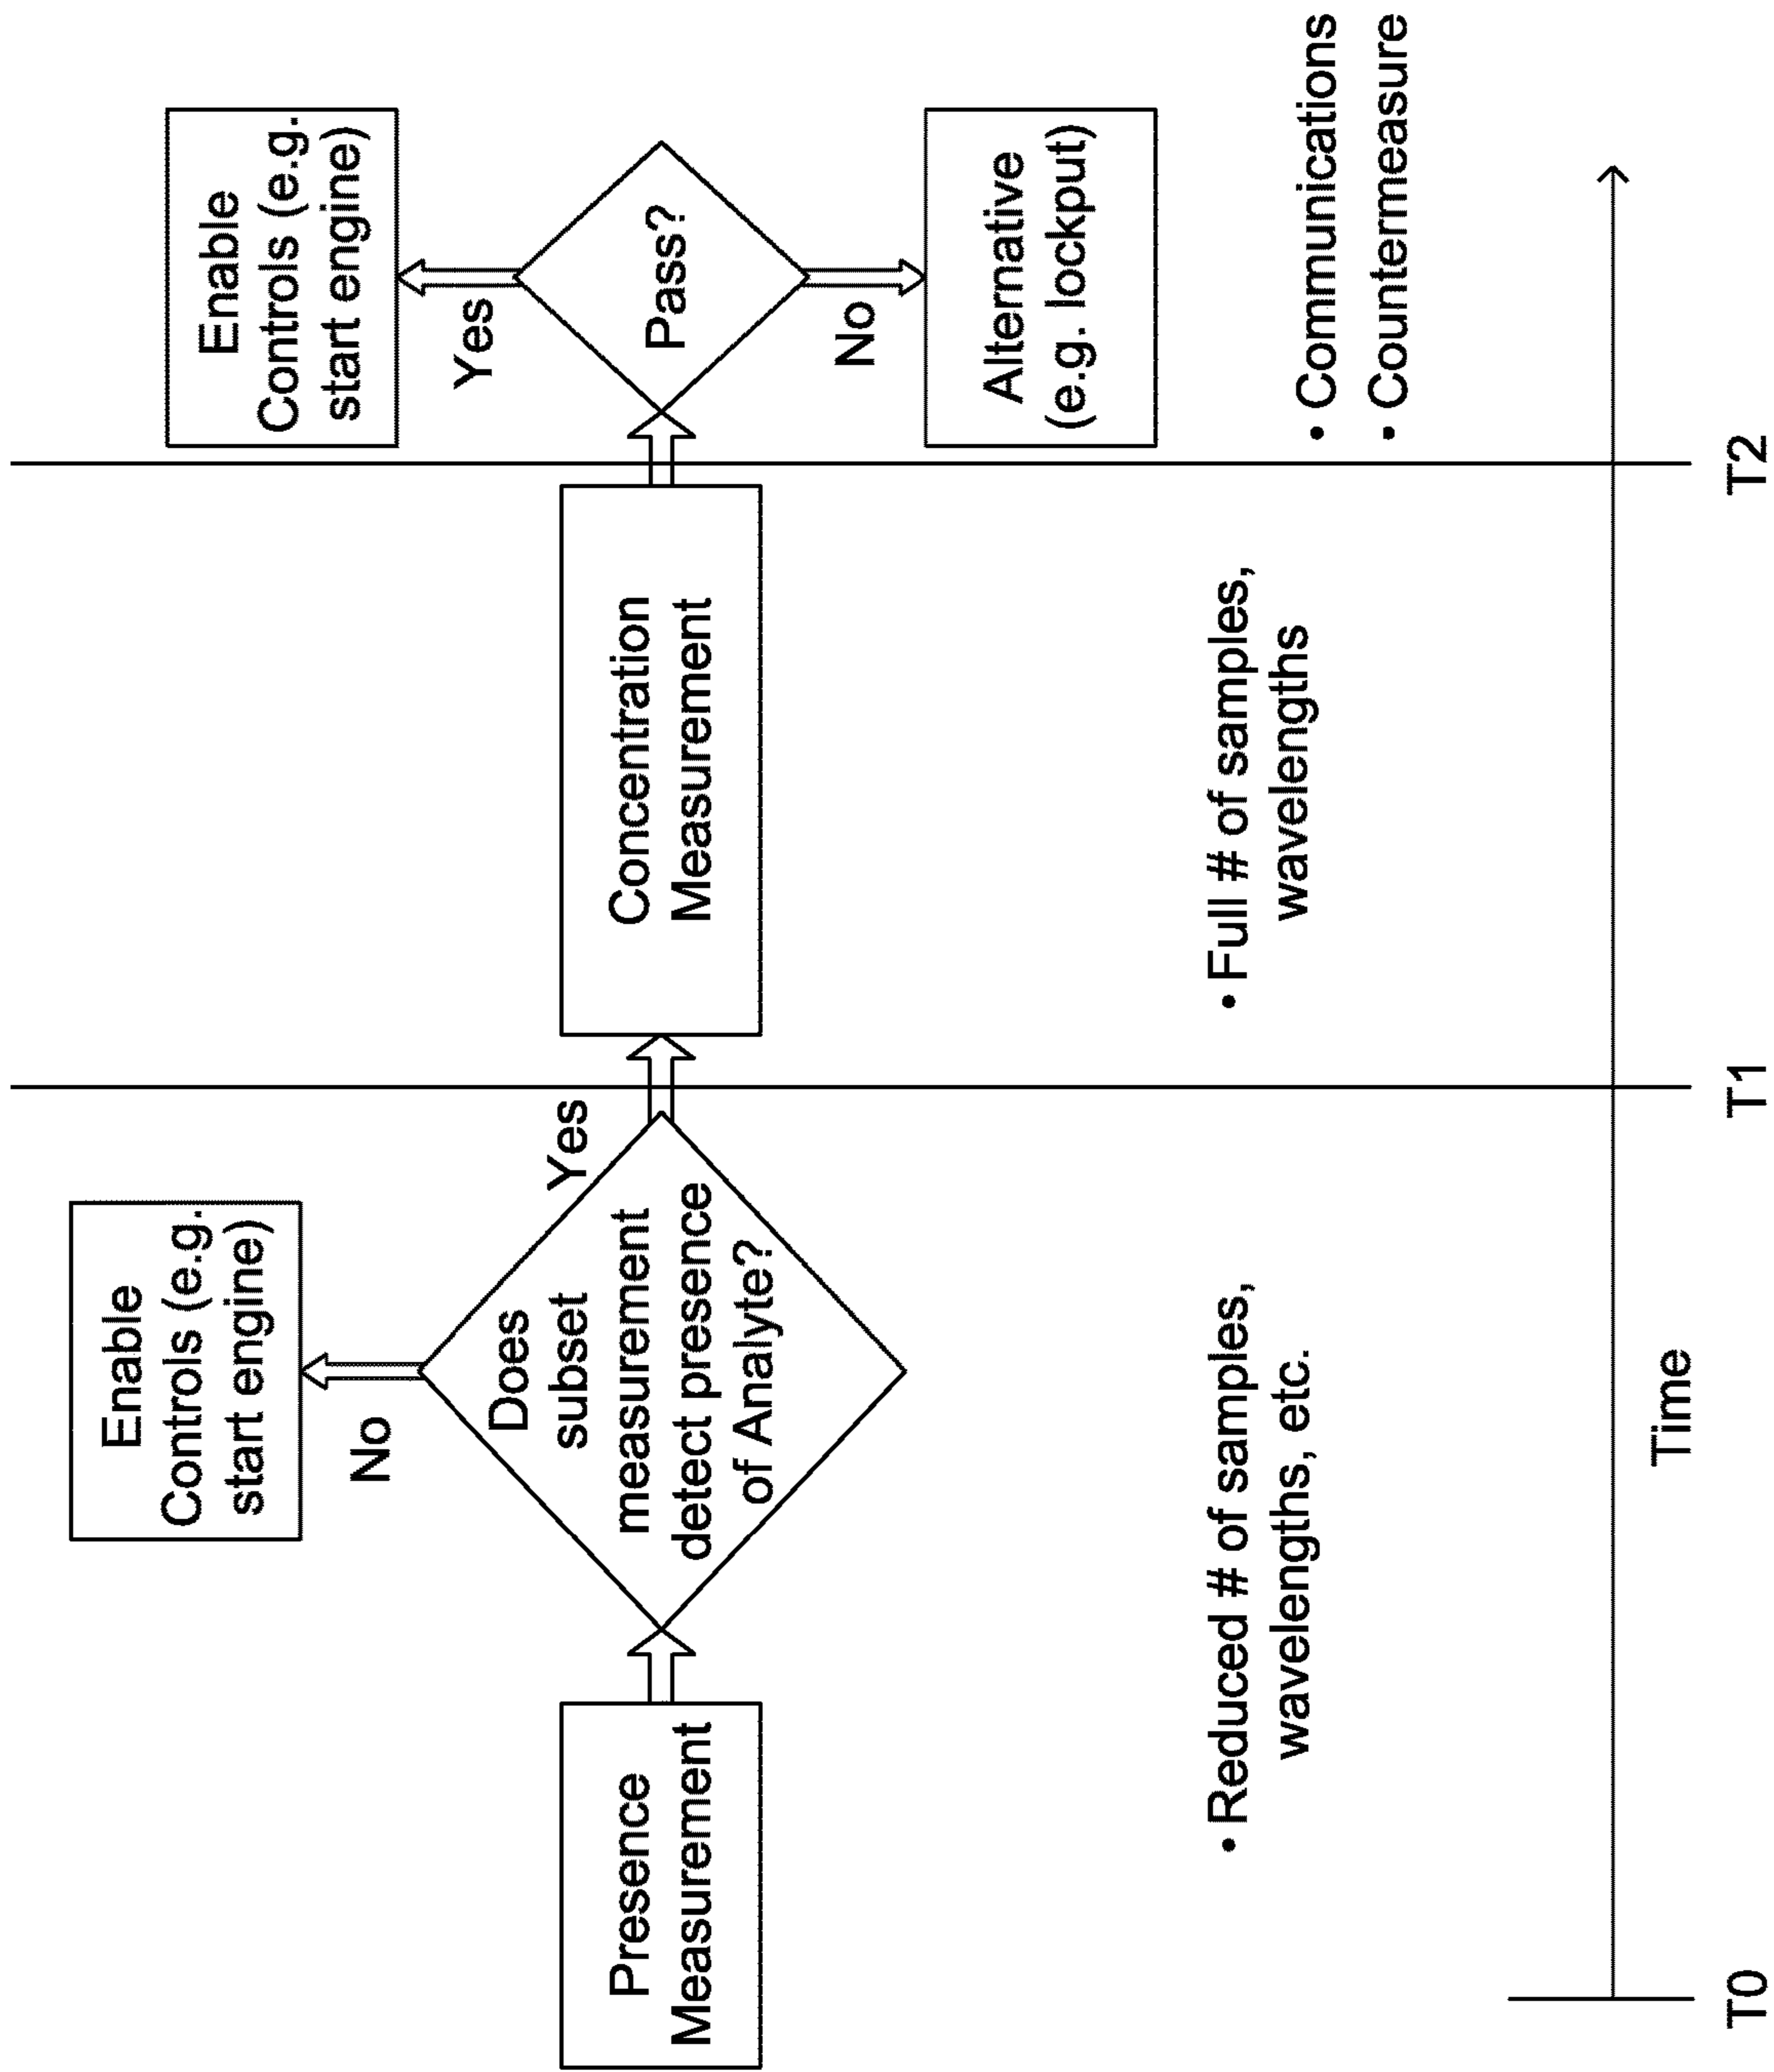 Enable
Controls (e.g.
start engiine)
No
Presence
Measurement
Does
subset
measurement
detect presence
of Analyte?
Yes
• Reduced # of samples,
wavelengths, etc.
Concentration
Measurement
• Full # of samples,
wavelengths
Enable
Controls (e.g.
start engine)
Yes
Pass?
No
Alternative
(e.g. lockput)
• Communications
• Countermeasure
Time
T0
T1
T2